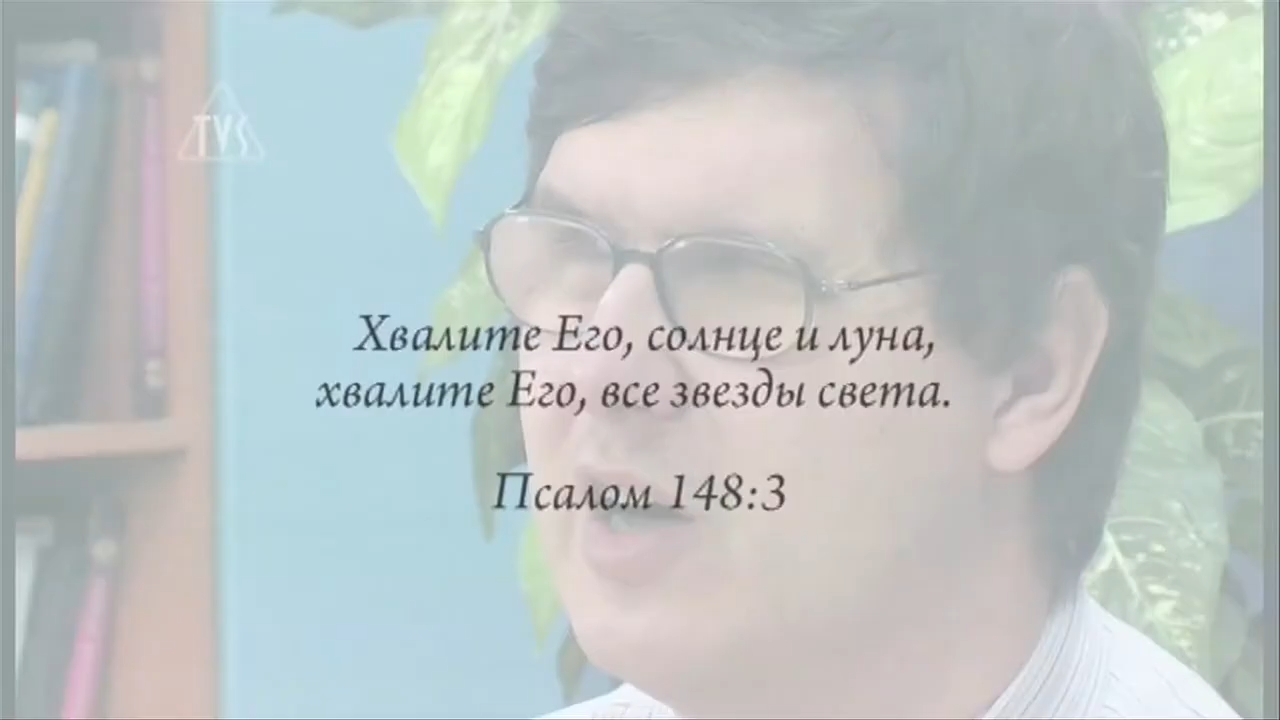 TVS
Хвалите Его, солнце и луна,
хвалите Его, все звезды света.
Псалом 148:3